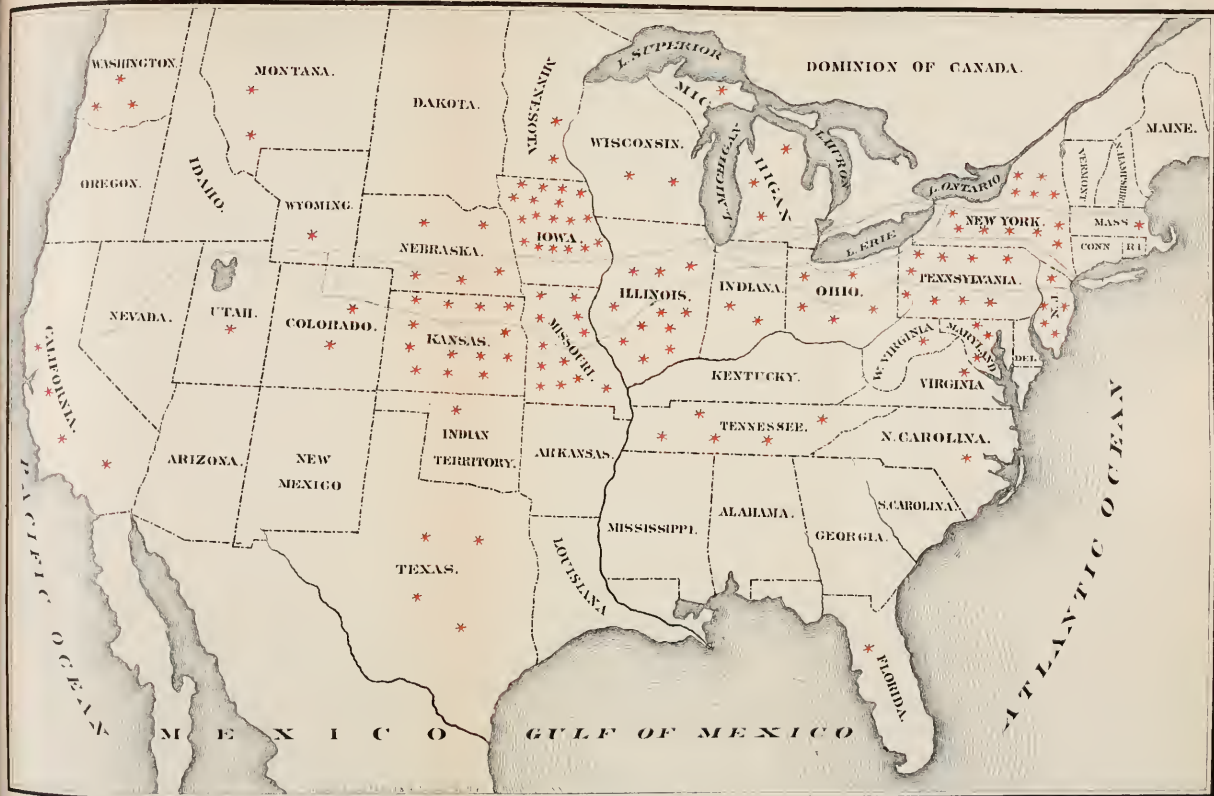 WASHINGTON.
MONTANA.
DAKOTA.
MINNESOTA
L. SUPERIOR
DOMINION OF CANADA.
MICHIGAN
WISCONSIN.
L. MICHIGAN
L. HURON
MAINE.
VERMONT
N. HAMPSHIRE
OREGON.
IDAHO.
WYOMING.
L. ONTARIO
NEW YORK.
MASS
CONN
R I
L. ERIE
NEBRASKA.
IOWA.
PENNSYLVANIA.
N.J.
NEVADA.
UTAH.
COLORADO.
KANSAS.
MISSOURI.
ILLINOIS.
INDIANA.
OHIO.
W. VIRGINIA
MARYLAND
DEL.
CALIFORNIA.
KENTUCKY.
VIRGINIA
ARIZONA.
NEW
MEXICO
INDIAN
TERRITORY.
ARKANSAS.
TENNESSEE.
N. CAROLINA.
MISSISSIPPI.
ALABAMA.
GEORGIA.
S. CAROLINA.
TEXAS.
LOUISIANA
FLORIDA.
PACIFIC OCEAN
MEXICO
GULF OF MEXICO
ATLANTIC OCEAN